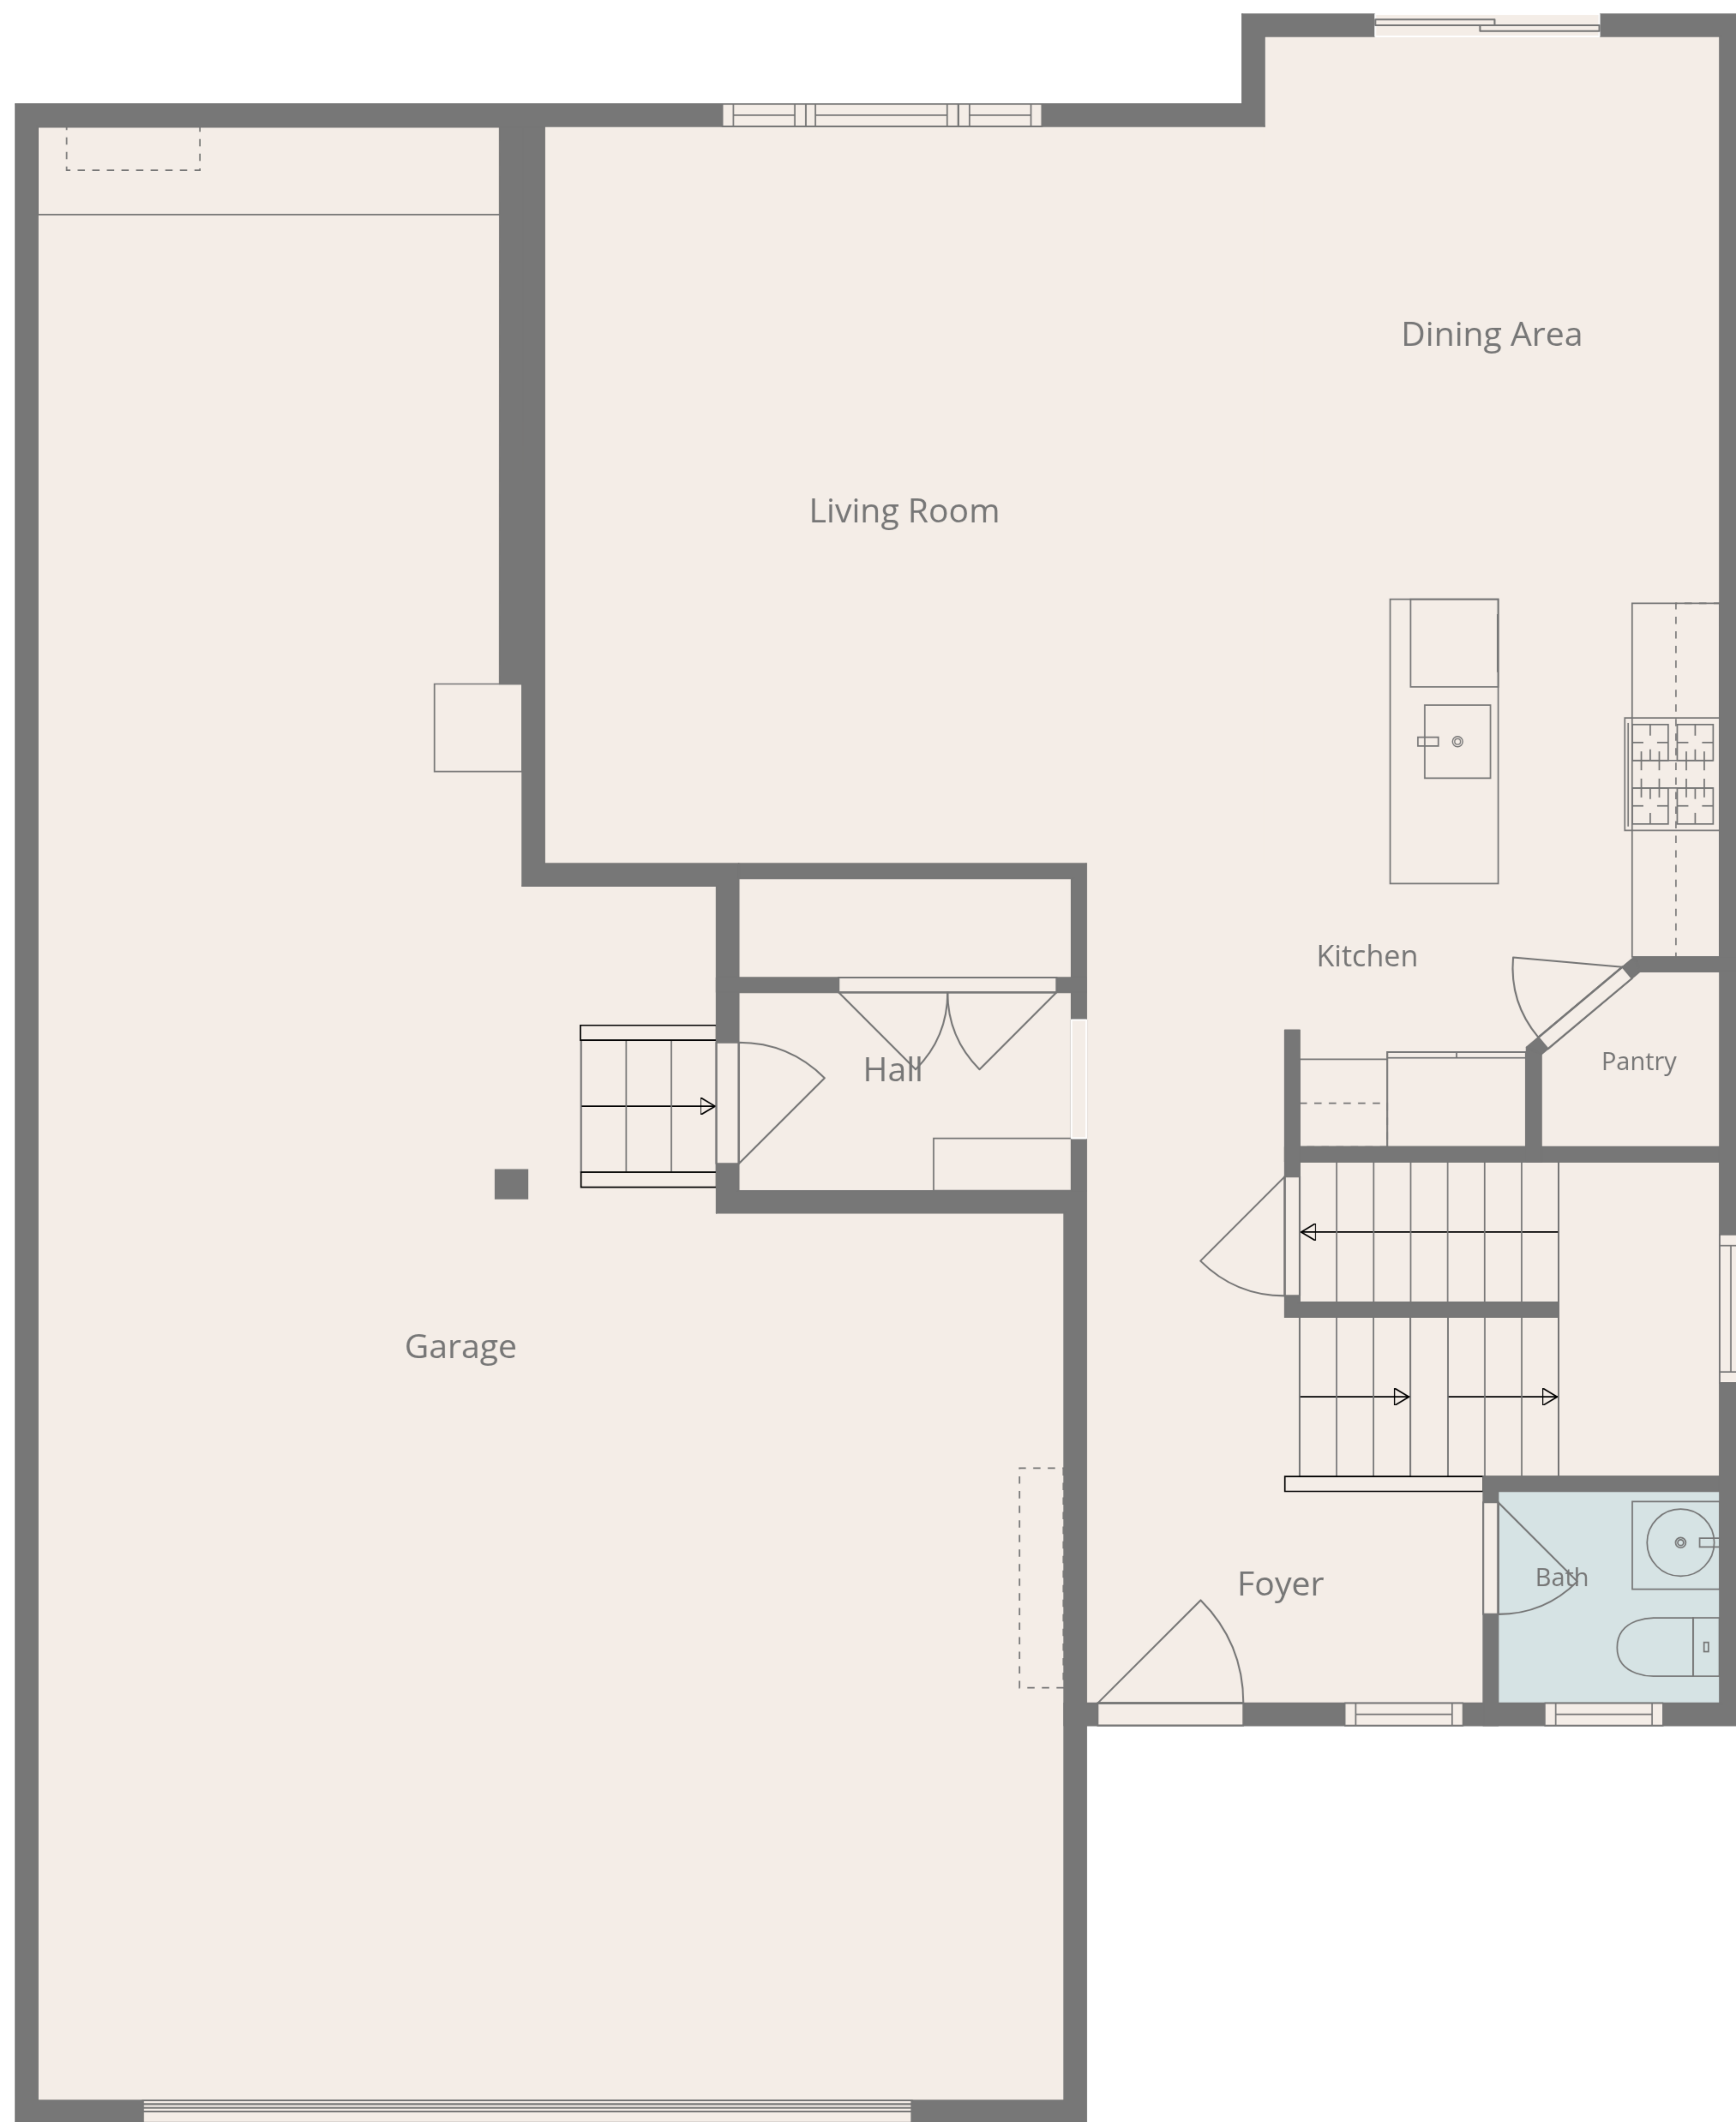 Dining Area
Living Room
Kitchen
Pantry
Hall
Garage
Foyer
Bath